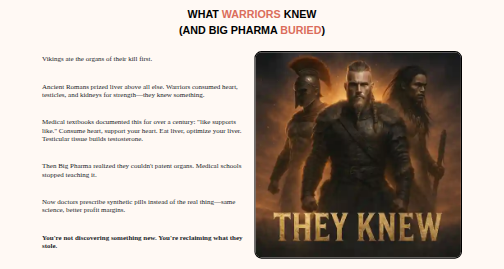 WHAT WARRIORS KNEW
(AND BIG PHARMA BURIED)
Vikings ate the organs of their kill first.
Ancient Romans prized liver above all else. Warriors consumed heart,
testicles, and kidneys for strength—they knew something.
Medical textbooks documented this for over a century: "like supports
like." Consume heart, support your heart. Eat liver, optimize your liver.
Testicular tissue builds testosterone.
Then Big Pharma realized they couldn't patent organs. Medical schools
stopped teaching it.
Now doctors prescribe synthetic pills instead of the real thing—same
science, better profit margins.
You're not discovering something new. You're reclaiming what they
stole.
THEY KNEW